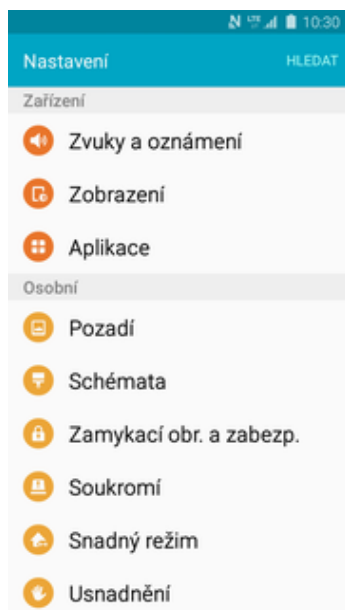 LTE 10:30
Nastavení HLEDAT
Zařízení
Zvuky a oznámení
Zobrazení
Aplikace
Osobní
Pozadí
Schémata
Zamykací obr. a zabezp.
Soukromí
Snadný režim
Usnadnění